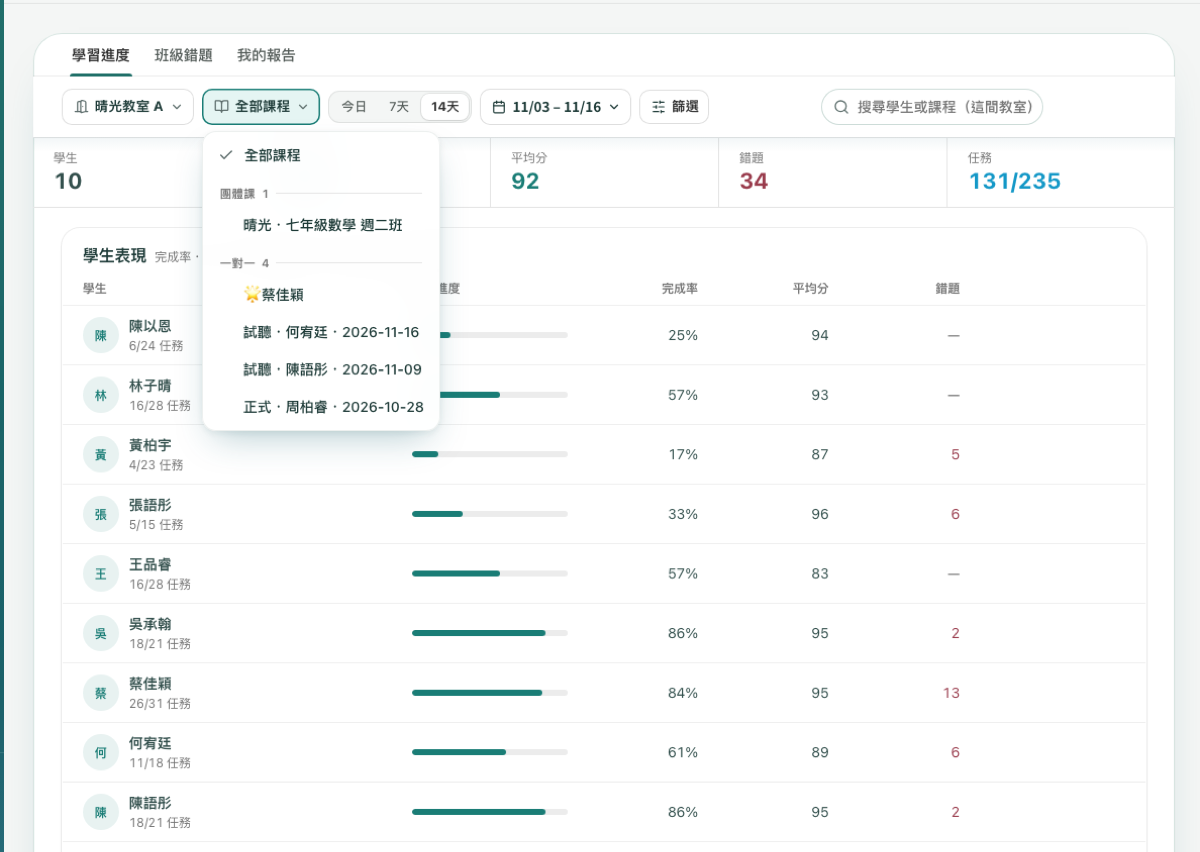 學習進度 班級錯題 我的報告
晴光教室 A 全部課程 今日 7天 14天 11/03 – 11/16 篩選 搜尋學生或課程（這間教室）
全部課程
團體課 1
晴光 · 七年級數學 週二班
一對一 4
🌟蔡佳穎
試聽 · 何宥廷 · 2026-11-16
試聽 · 陳語彤 · 2026-11-09
正式 · 周柏睿 · 2026-10-28
學生 平均分 錯題 任務
10 92 34 131/235
學生表現 完成率 ·
學生 進度 完成率 平均分 錯題
陳 陳以恩 25% 94 —
6/24 任務
林 林子晴 57% 93 —
16/28 任務
黃 黃柏宇 17% 87 5
4/23 任務
張 張語彤 33% 96 6
5/15 任務
王 王品睿 57% 83 —
16/28 任務
吳 吳承翰 86% 95 2
18/21 任務
蔡 蔡佳穎 84% 95 13
26/31 任務
何 何宥廷 61% 89 6
11/18 任務
陳 陳語彤 86% 95 2
18/21 任務